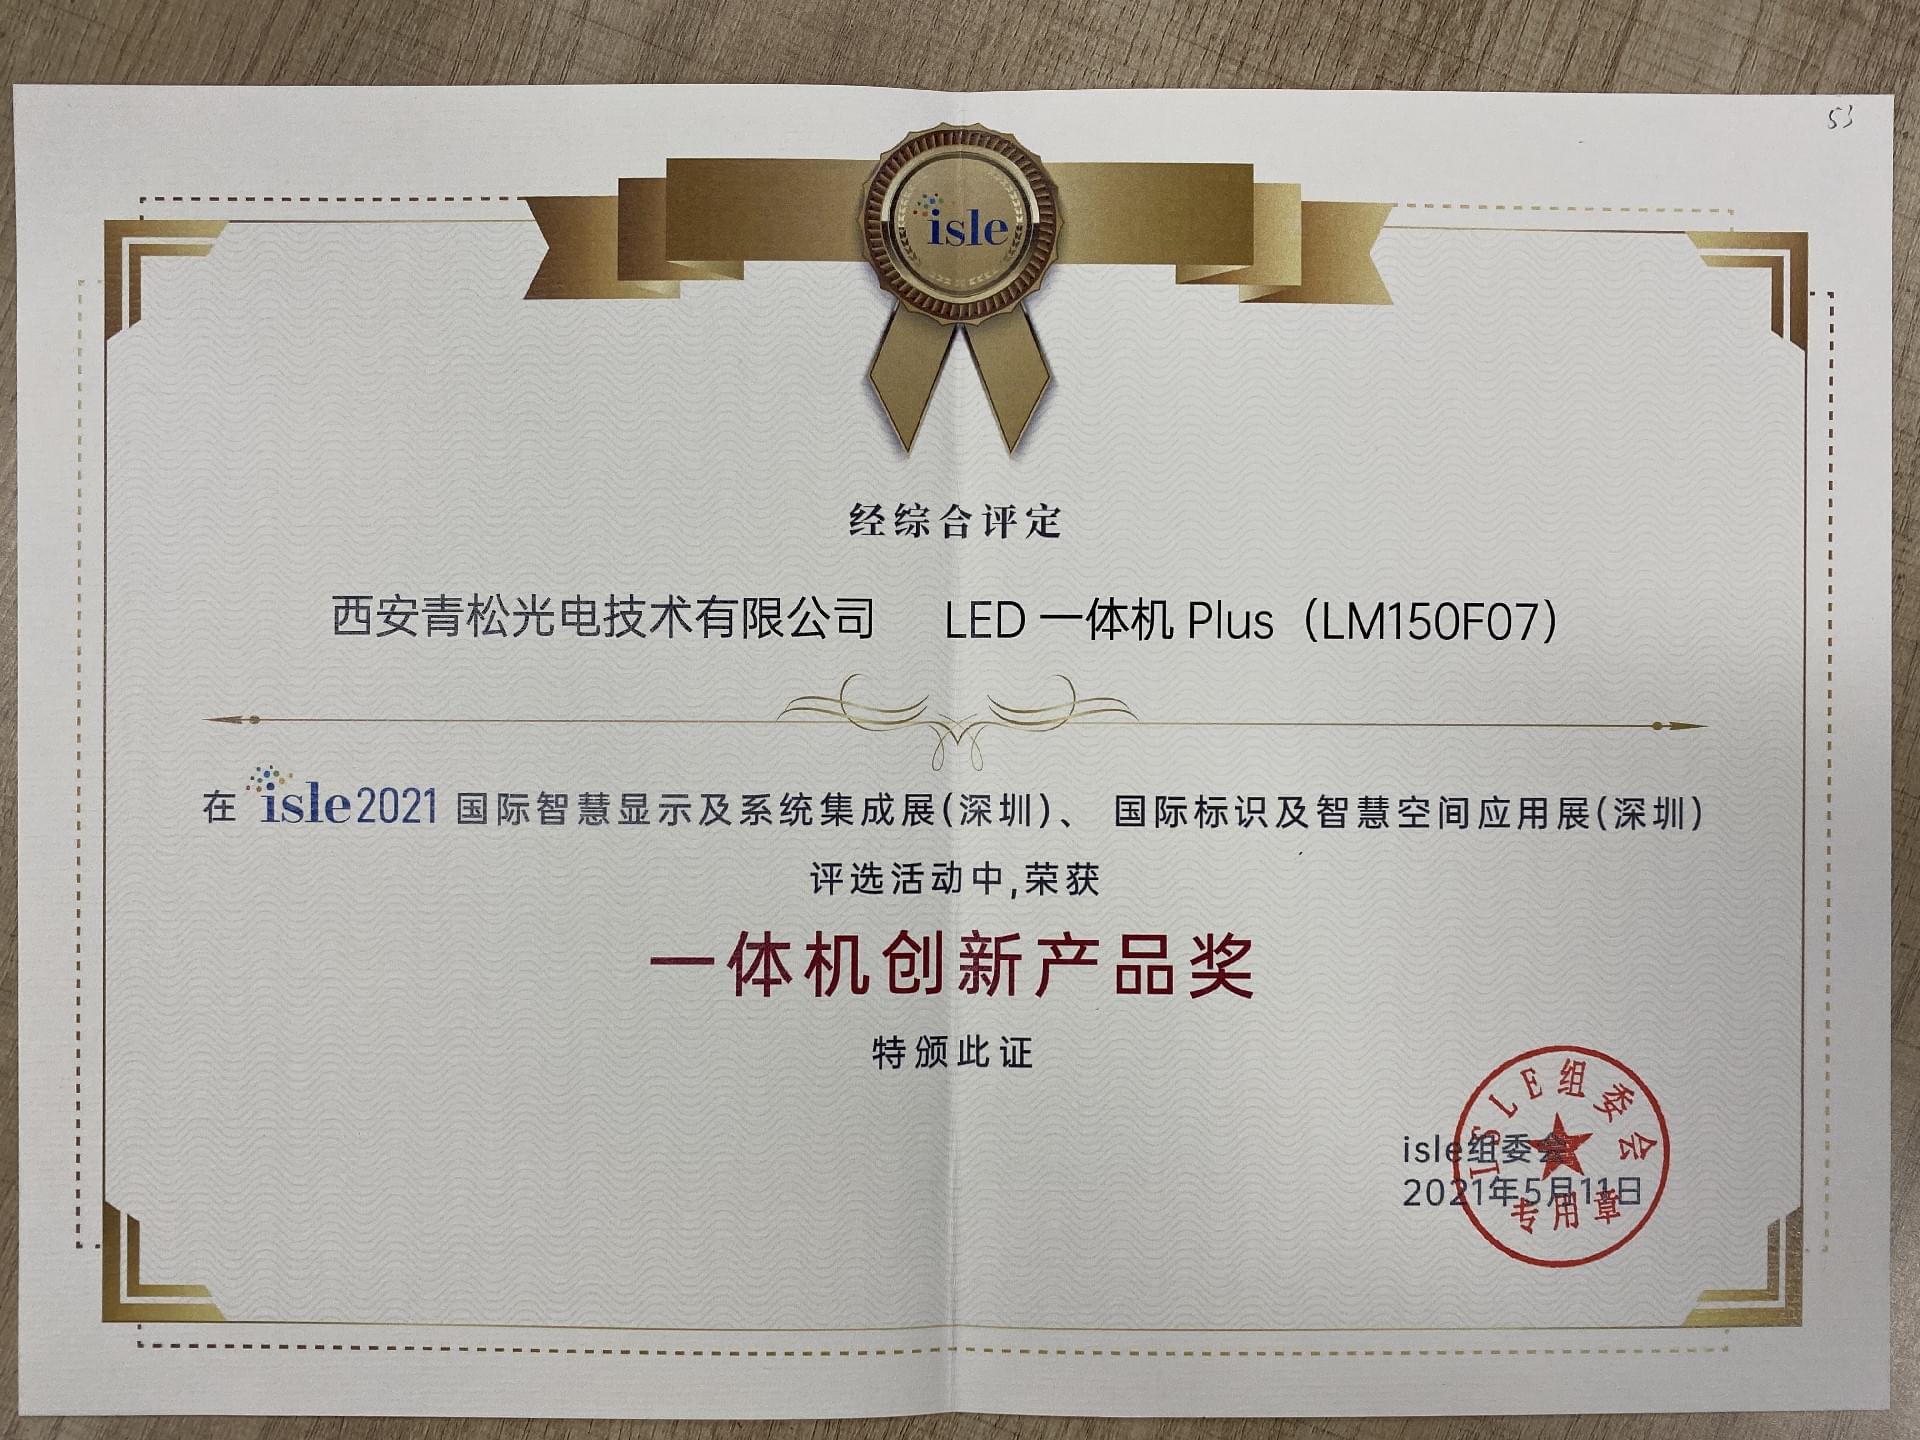 53
isle
经综合评定
西安青松光电技术有限公司 LED 一体机 Plus（LM150F07）
在 isle2021 国际智慧显示及系统集成展(深圳)、 国际标识及智慧空间应用展(深圳)
评选活动中,荣获
一体机创新产品奖
特颁此证
isle组委会
2021年5月11日
ISLE组委会
专用章